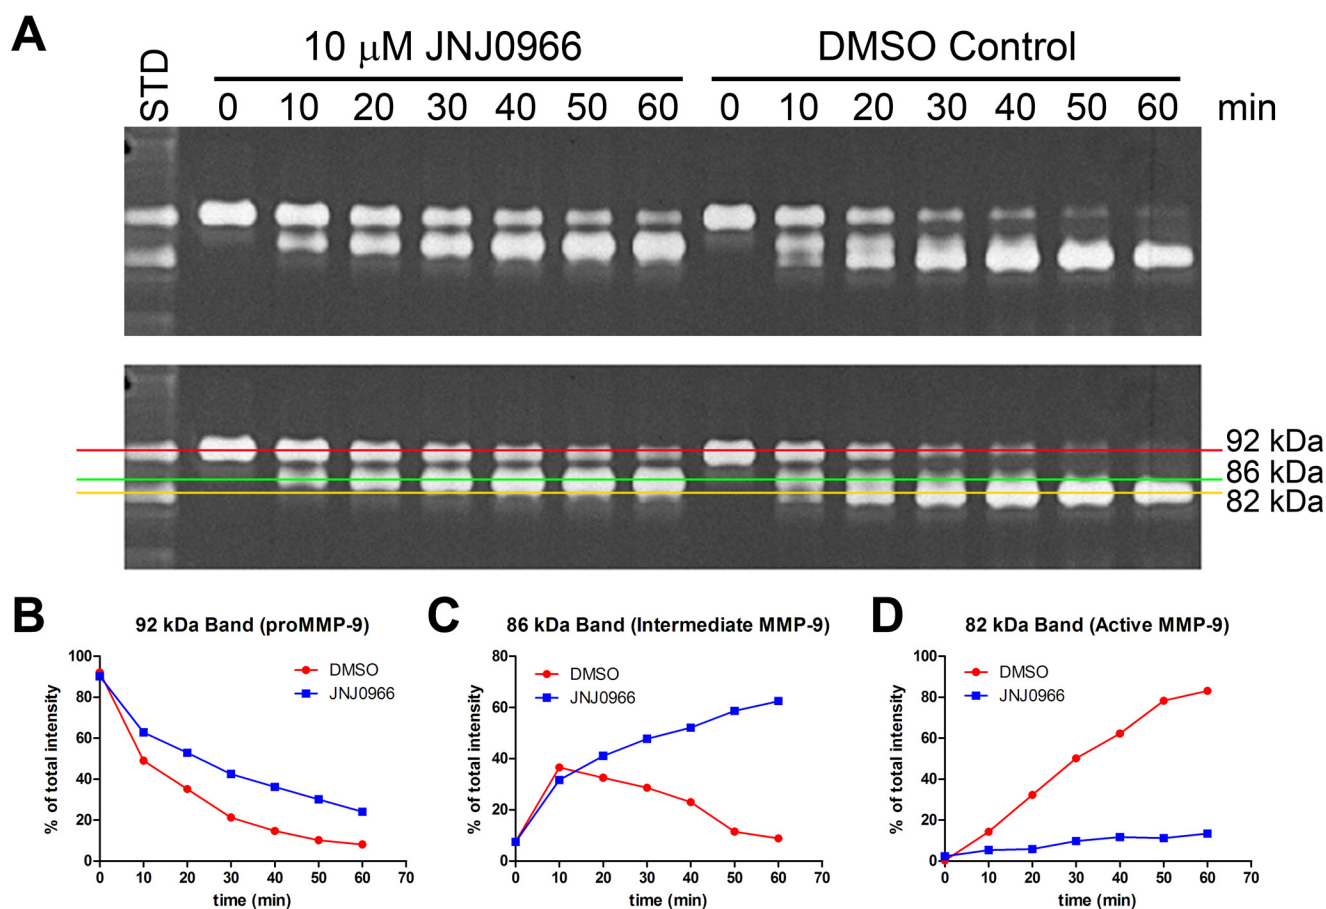 A
10 μM JNJ0966
DMSO Control
STD
0 10 20 30 40 50 60 0 10 20 30 40 50 60 min
92 kDa
86 kDa
82 kDa
B
92 kDa Band (proMMP-9)
% of total intensity
100
80
60
40
20
0
DMSO
JNJ0966
0 10 20 30 40 50 60 70
time (min)
C
86 kDa Band (Intermediate MMP-9)
% of total intensity
80
60
40
20
0
DMSO
JNJ0966
0 10 20 30 40 50 60 70
time (min)
D
82 kDa Band (Active MMP-9)
% of total intensity
100
80
60
40
20
0
DMSO
JNJ0966
0 10 20 30 40 50 60 70
time (min)